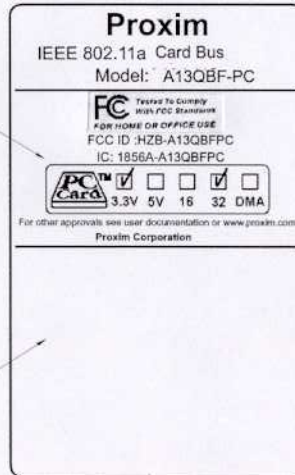 Proxim
IEEE 802.11a Card Bus
Model: A13QBF-PC
FC Tested To Comply
With FCC Standards
FOR HOME OR OFFICE USE
FCC ID :HZB-A13QBFPC
IC: 1856A-A13QBFPC
PC Card ™
3.3V 5V 16 32 DMA
For other approvals see user documentation or www.proxim.com
Proxim Corporation